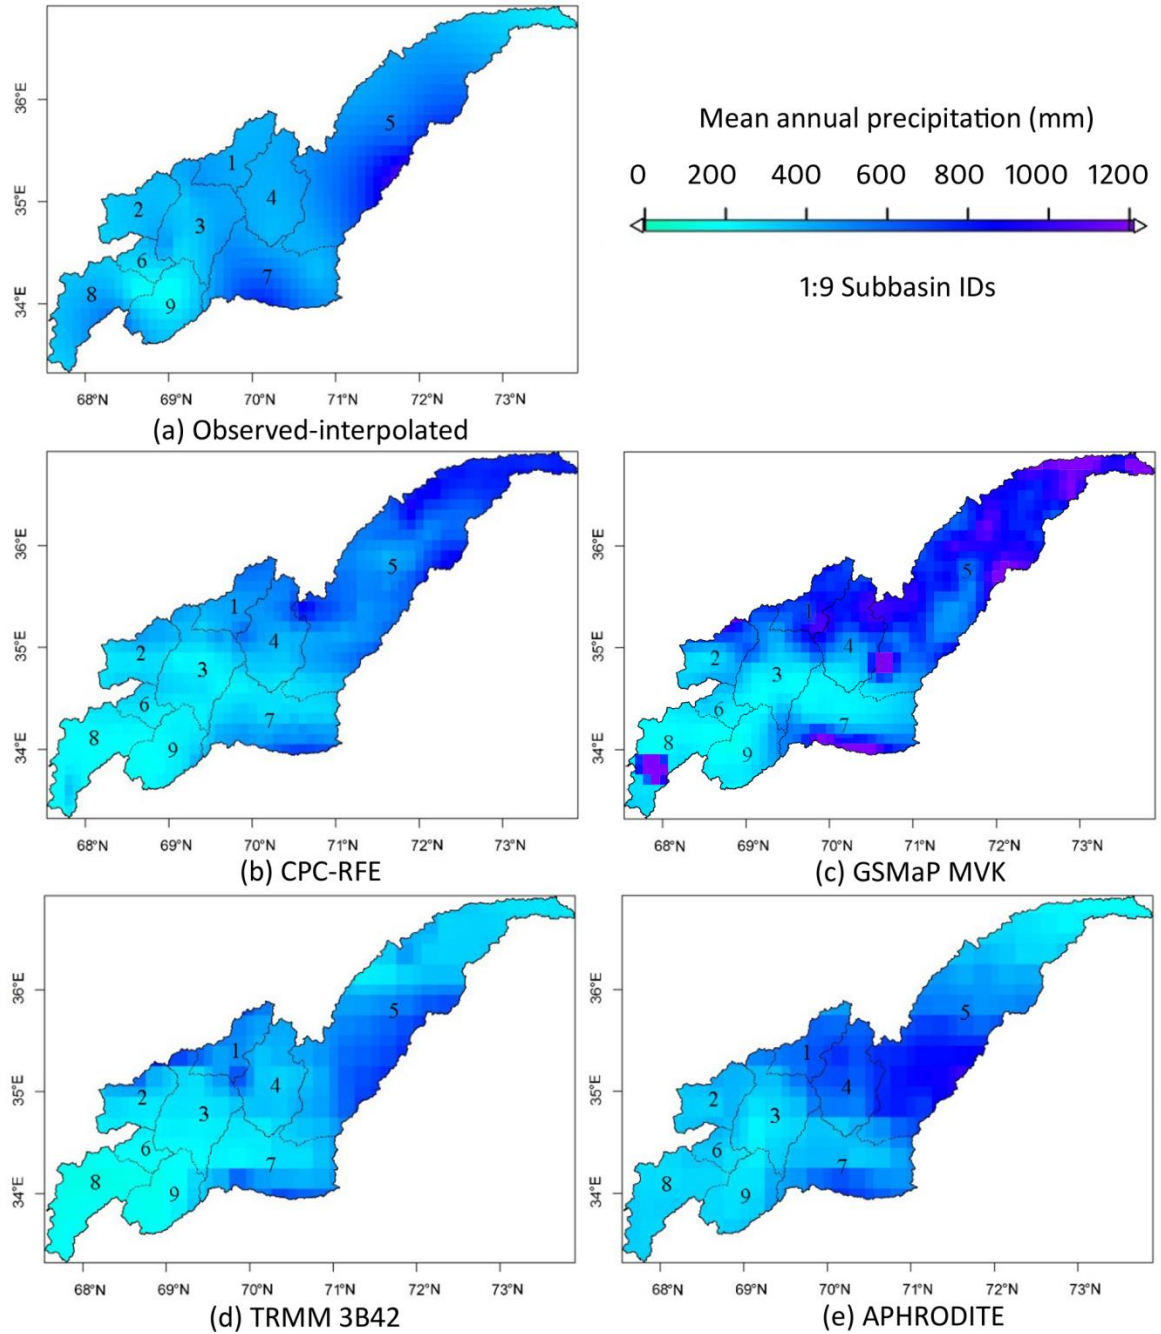 Mean annual precipitation (mm)
0 200 400 600 800 1000 1200
1:9 Subbasin IDs
36°E
35°E
34°E
1
2
3
4
5
6
7
8
9
68°N 69°N 70°N 71°N 72°N 73°N
(a) Observed-interpolated
36°E
35°E
34°E
1
2
3
4
5
6
7
8
9
68°N 69°N 70°N 71°N 72°N 73°N
(b) CPC-RFE
36°E
35°E
34°E
1
2
3
4
5
6
7
8
9
68°N 69°N 70°N 71°N 72°N 73°N
(c) GSMaP MVK
36°E
35°E
34°E
1
2
3
4
5
6
7
8
9
68°N 69°N 70°N 71°N 72°N 73°N
(d) TRMM 3B42
36°E
35°E
34°E
1
2
3
4
5
6
7
8
9
68°N 69°N 70°N 71°N 72°N 73°N
(e) APHRODITE